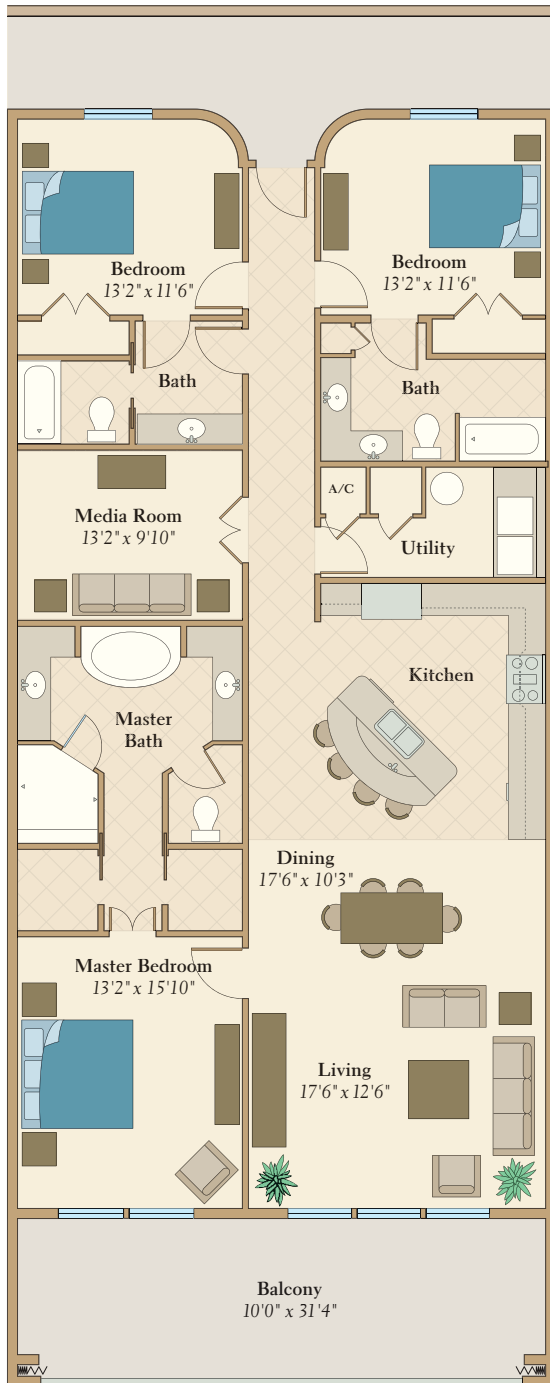 Bedroom
13'2" x 11'6"
Bedroom
13'2" x 11'6"
Bath
Bath
A/C
Media Room
13'2" x 9'10"
Utility
Kitchen
Master
Bath
Dining
17'6" x 10'3"
Master Bedroom
13'2" x 15'10"
Living
17'6" x 12'6"
Balcony
10'0" x 31'4"